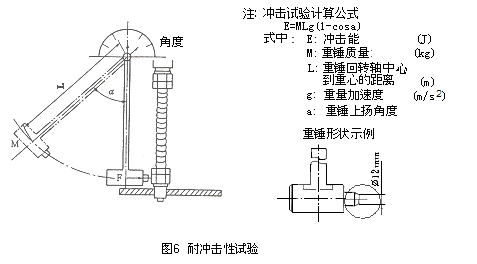 注: 冲击试验计算公式
E=MLg(1-cosa)
式中: E: 冲击能 (J)
M: 重锤质量: (kg)
L: 重锤回转轴中心
到重心的距离 (m)
g: 重量加速度 (m/s²)
a: 重锤上扬角度
角度
L
α
M
F
重锤形状示例
Ø12mm
图6 耐冲击性试验